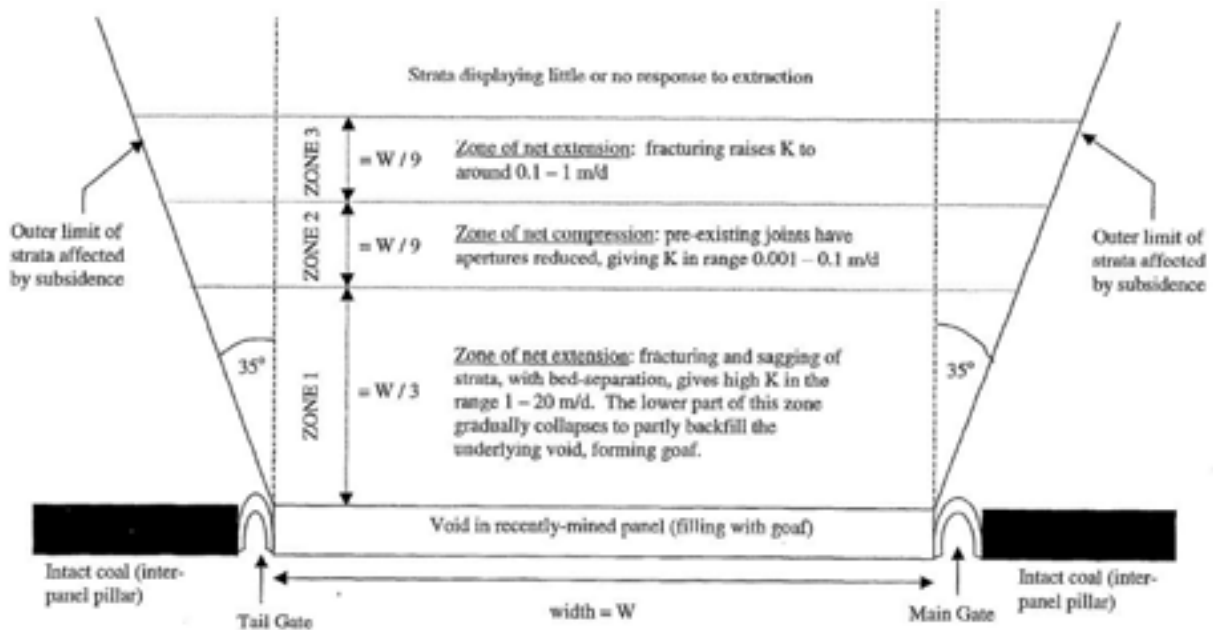 Strata displaying little or no response to extraction
ZONE 3
= W / 9
Zone of net extension: fracturing raises K to
around 0.1 – 1 m/d
Outer limit of
strata affected
by subsidence
ZONE 2
= W / 9
Zone of net compression: pre-existing joints have
apertures reduced, giving K in range 0.001 – 0.1 m/d
Outer limit of
strata affected
by subsidence
35°
ZONE 1
= W / 3
Zone of net extension: fracturing and sagging of
strata, with bed-separation, gives high K in the
range 1 – 20 m/d. The lower part of this zone
gradually collapses to partly backfill the
underlying void, forming goaf.
35°
Void in recently-mined panel (filling with goaf)
Intact coal (inter-
panel pillar)
Tail Gate
width = W
Main Gate
Intact coal (inter-
panel pillar)